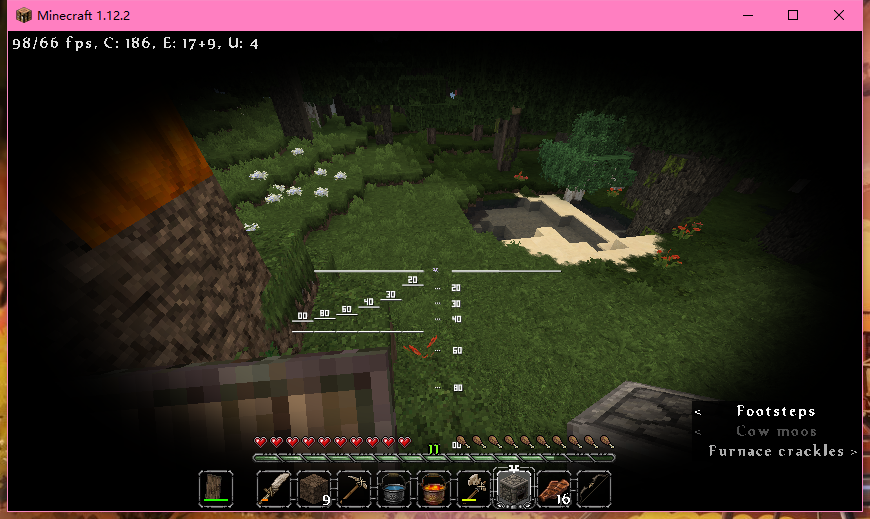 Minecraft 1.12.2
98/66 fps, C: 186, E: 17+9, U: 4
20
30
40
60
80
00
20
30
40
60
80
< Footsteps
Cow moos
Furnace crackles >
11
9
16